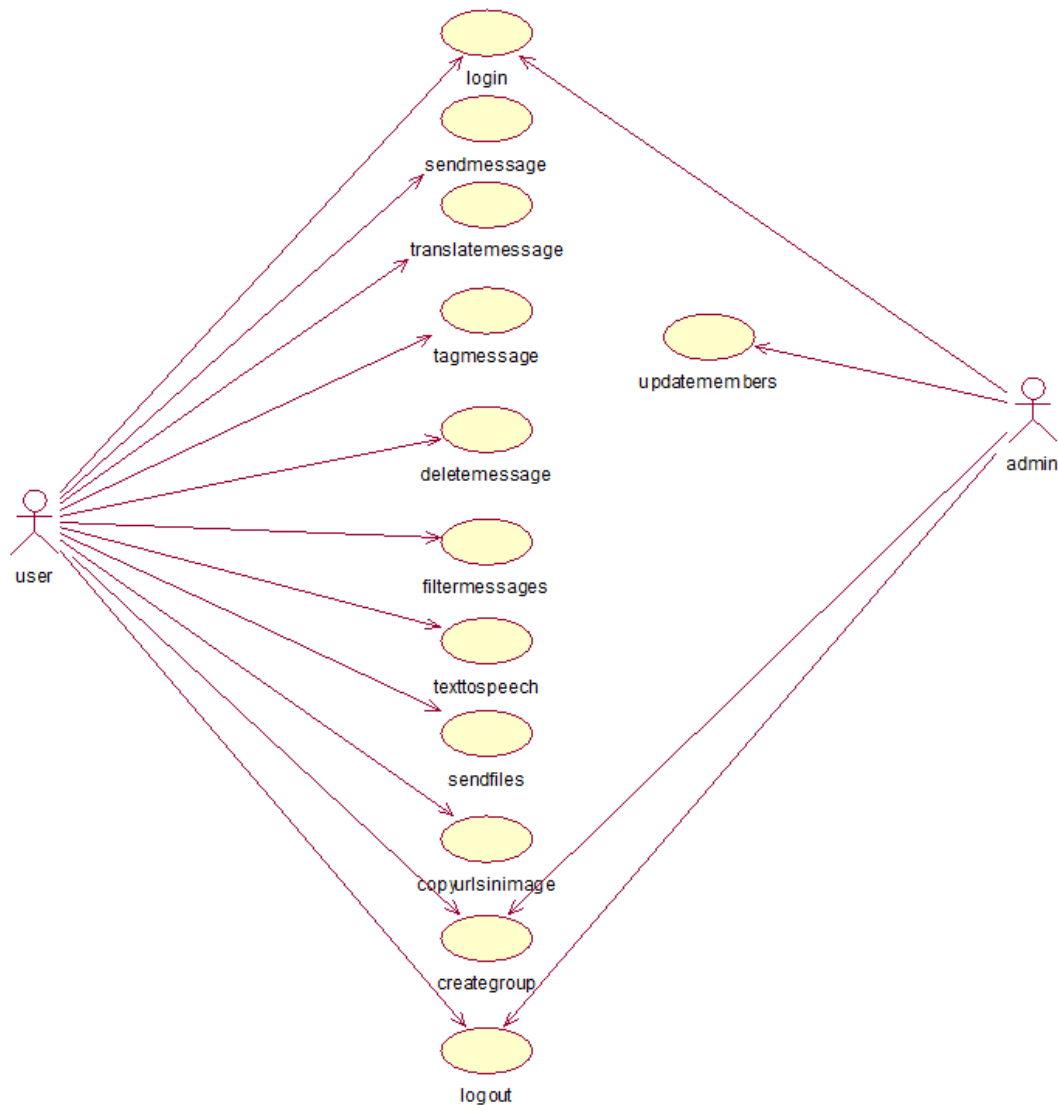 login
sendmessage
translatemessage
tagmessage
updatemembers
admin
deletemessage
user
filtermessages
texttospeech
sendfiles
copyurlsinimage
creategroup
logout